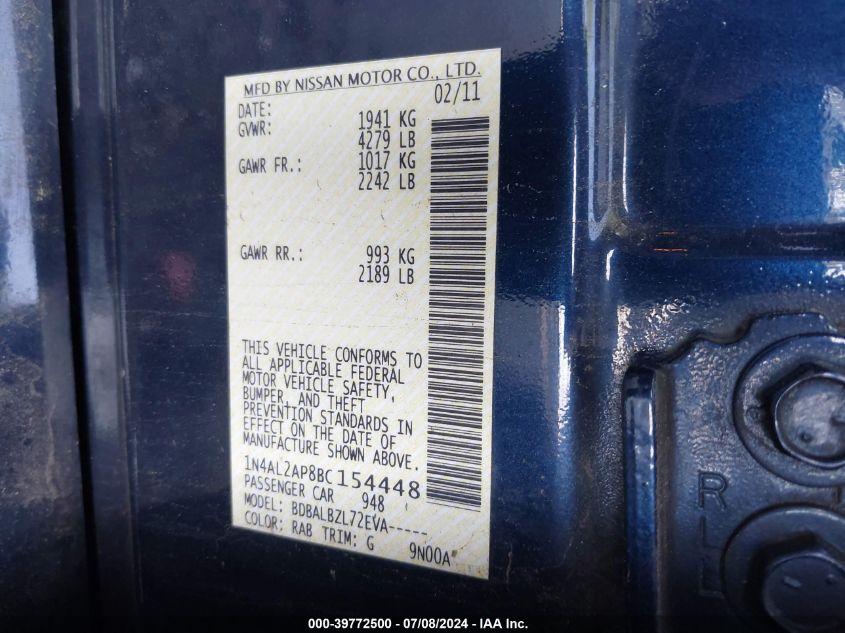 MFD BY NISSAN MOTOR CO., LTD.
DATE: 02/11
GVWR: 1941 KG
4279 LB
GAWR FR.: 1017 KG
2242 LB
GAWR RR.: 993 KG
2189 LB
THIS VEHICLE CONFORMS TO
ALL APPLICABLE FEDERAL
MOTOR VEHICLE SAFETY,
BUMPER, AND THEFT
PREVENTION STANDARDS IN
EFFECT ON THE DATE OF
MANUFACTURE SHOWN ABOVE.
1N4AL2AP8BC154448
PASSENGER CAR 948
MODEL: BDBALBZL72EVA-----
COLOR: RAB TRIM: G 9N00A
000-39772500 - 07/08/2024 - IAA Inc.